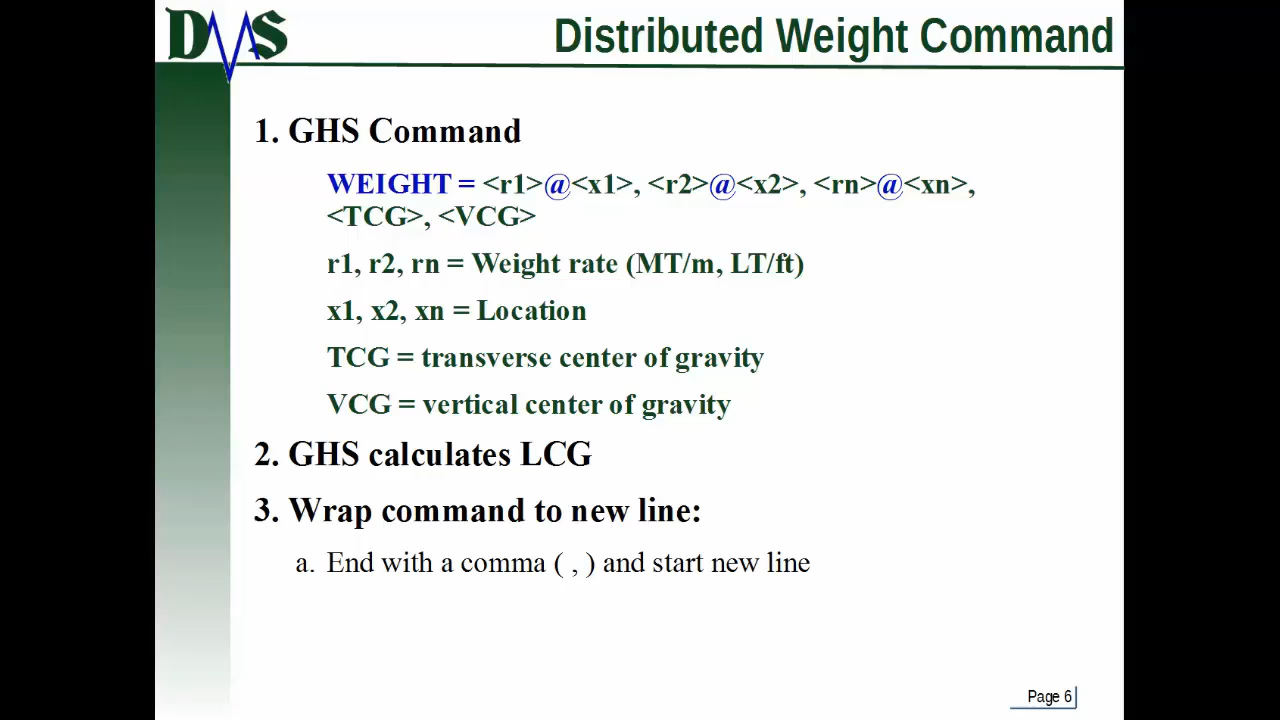 DMS
Distributed Weight Command
1. GHS Command
WEIGHT = <r1>@<x1>, <r2>@<x2>, <rn>@<xn>,
<TCG>, <VCG>
r1, r2, rn = Weight rate (MT/m, LT/ft)
x1, x2, xn = Location
TCG = transverse center of gravity
VCG = vertical center of gravity
2. GHS calculates LCG
3. Wrap command to new line:
a. End with a comma ( , ) and start new line
Page 6